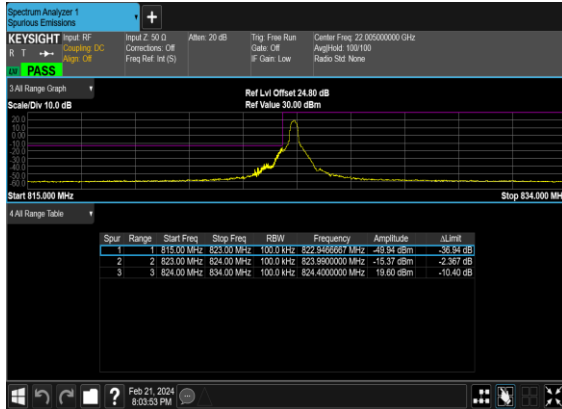 Spectrum Analyzer 1
Spurious Emissions
KEYSIGHT Input: RF
R T Coupling: DC
Align: Off
Input Z: 50 Ω
Corrections: Off
Freq Ref: Int (S)
Atten: 20 dB
Trig: Free Run
Gate: Off
IF Gain: Low
Center Freq: 22.005000000 GHz
Avg|Hold: 100/100
Radio Std: None
PASS
3 All Range Graph
Scale/Div 10.0 dB
Ref Lvl Offset 24.80 dB
Ref Value 30.00 dBm
20.0
10.0
0.00
-10.0
-20.0
-30.0
-40.0
-50.0
-60.0
Start 815.000 MHz
Stop 834.000 MHz
4 All Range Table
Spur Range Start Freq Stop Freq RBW Frequency Amplitude ΔLimit
1 1 815.00 MHz 823.00 MHz 100.0 kHz 822.9466667 MHz -49.94 dBm -36.94 dB
2 2 823.00 MHz 824.00 MHz 100.0 kHz 823.9900000 MHz -15.37 dBm -2.367 dB
3 3 824.00 MHz 834.00 MHz 100.0 kHz 824.4000000 MHz 19.60 dBm -10.40 dB
?
Feb 21, 2024
8:03:53 PM